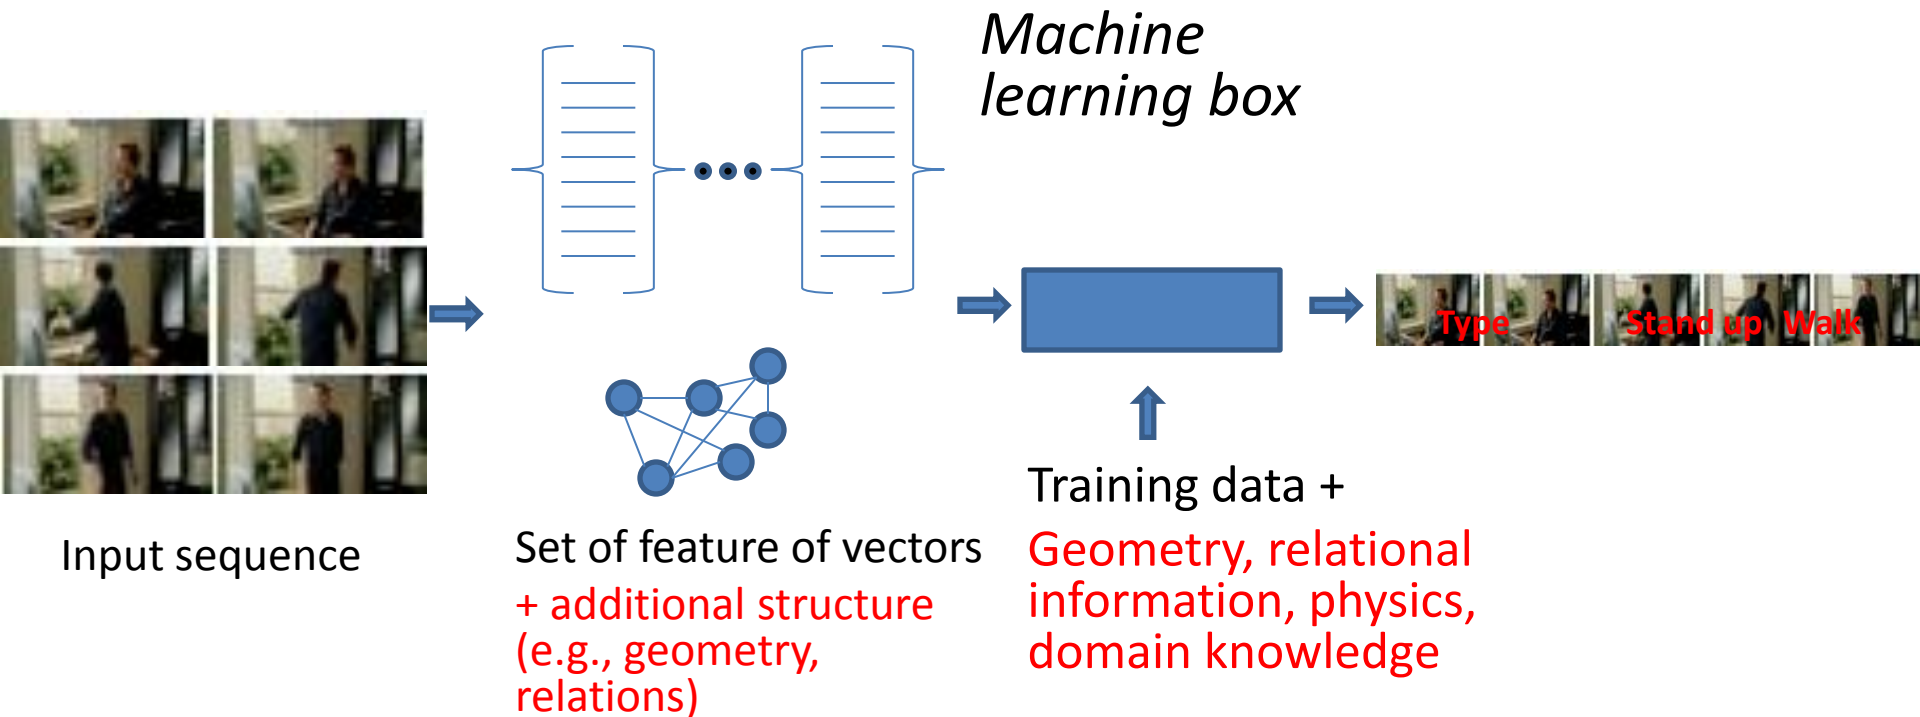 Machine
learning box
Type
Stand up
Walk
Input sequence
Set of feature of vectors
+ additional structure
(e.g., geometry,
relations)
Training data +
Geometry, relational
information, physics,
domain knowledge